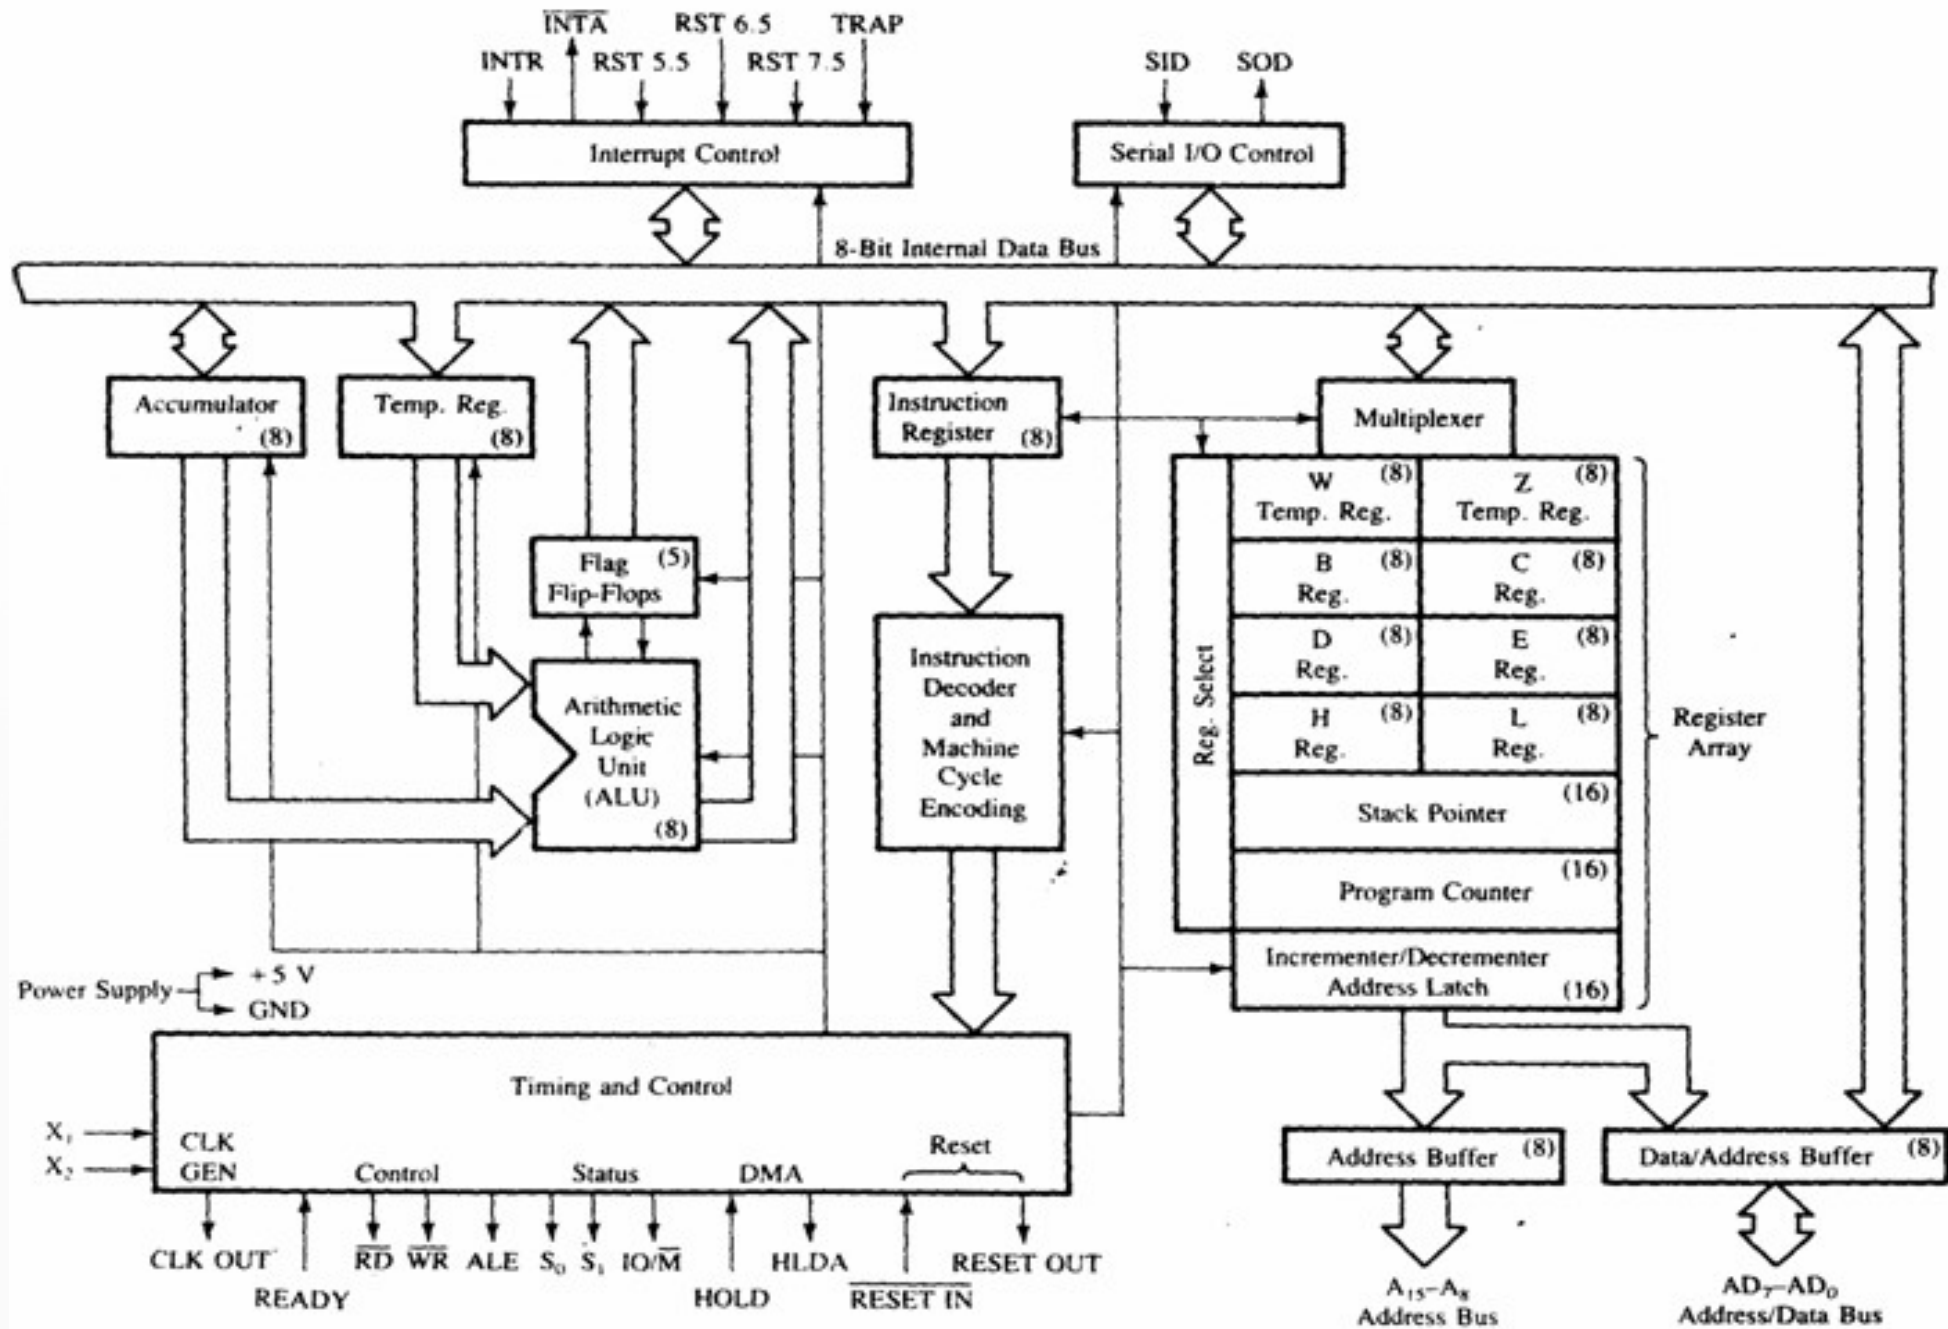 I̅N̅T̅A̅ RST 6.5 TRAP
INTR RST 5.5 RST 7.5 SID SOD
Interrupt Control
Serial I/O Control
8-Bit Internal Data Bus
Accumulator
(8)
Temp. Reg.
(8)
Instruction
Register (8)
Multiplexer
W (8)
Temp. Reg.
Z (8)
Temp. Reg.
Flag (5)
Flip-Flops
B (8)
Reg.
C (8)
Reg.
D (8)
Reg.
E (8)
Reg.
H (8)
Reg.
L (8)
Reg.
Reg. Select
Register
Array
Arithmetic
Logic
Unit
(ALU)
(8)
Instruction
Decoder
and
Machine
Cycle
Encoding
Stack Pointer (16)
Program Counter (16)
Incrementer/Decrementer
Address Latch (16)
Power Supply
+5 V
GND
Timing and Control
X₁
X₂
CLK
GEN
Control
Status
DMA
Reset
Address Buffer (8)
Data/Address Buffer (8)
CLK OUT R̅D̅ W̅R̅ ALE S₀ S₁ IO/M̅ HLDA RESET OUT
READY HOLD R̅E̅S̅E̅T̅ I̅N̅
A₁₅–A₈
Address Bus
AD₇–AD₀
Address/Data Bus